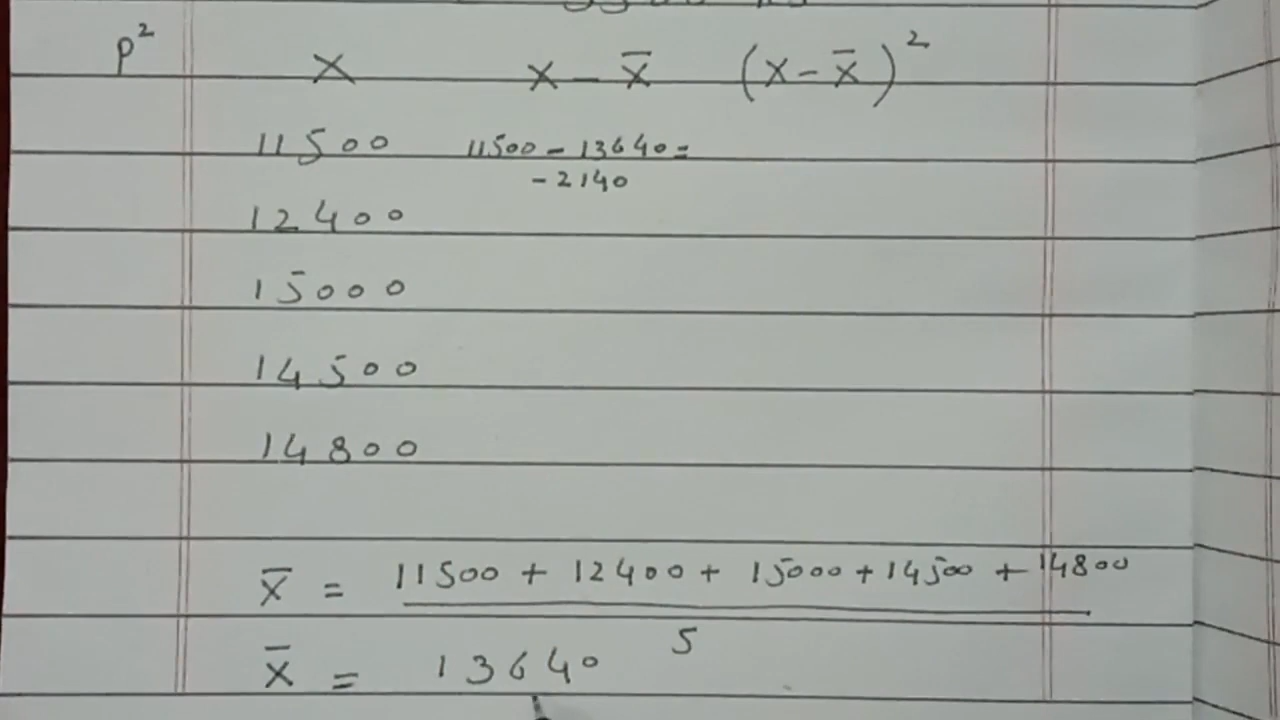 p² X X – X̄ (X – X̄)²
11500 11500 – 13640 =
– 2140
12400
15000
14500
14800
X̄ = 11500 + 12400 + 15000 + 14500 + 14800
5
X̄ = 13640